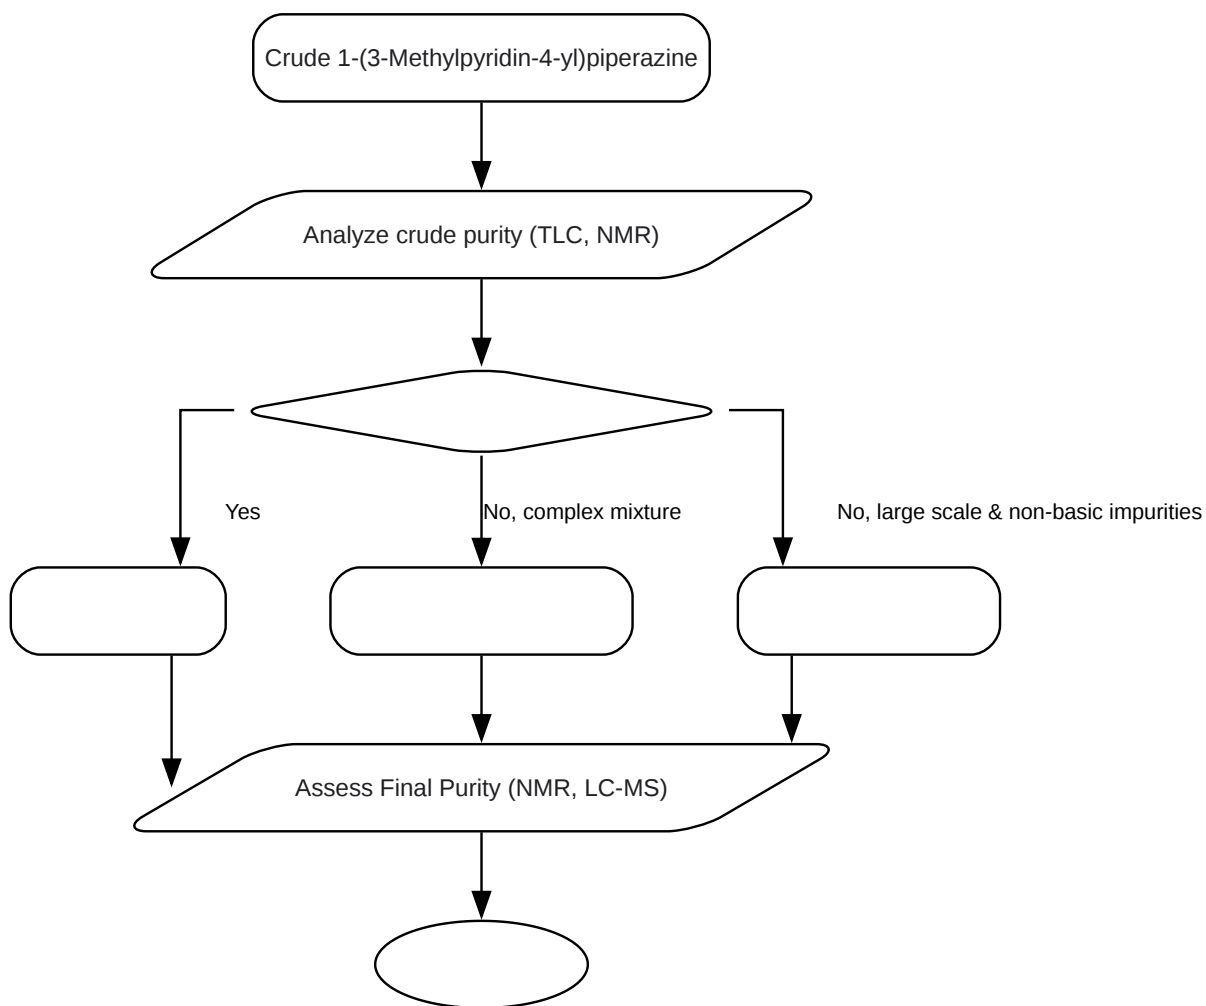 Crude 1-(3-Methylpyridin-4-yl)piperazine
Analyze crude purity (TLC, NMR)
Yes
No, complex mixture
No, large scale & non-basic impurities
Assess Final Purity (NMR, LC-MS)